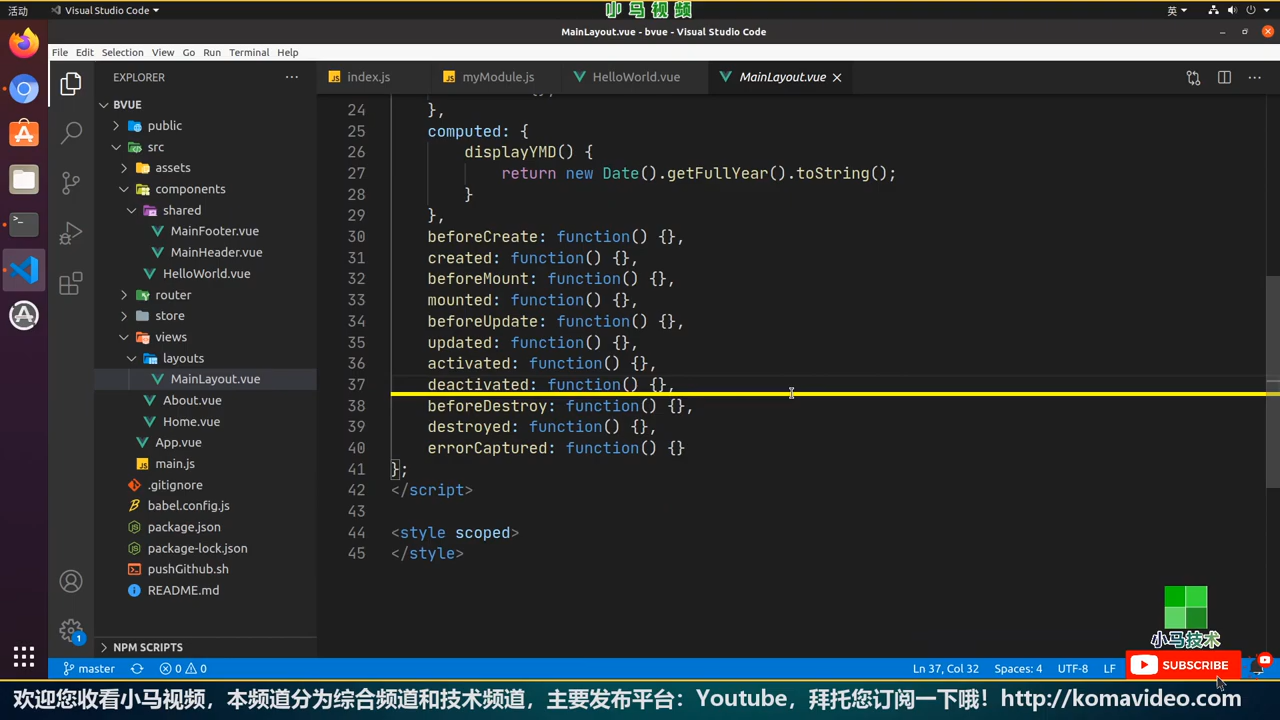 活动
Visual Studio Code
小马视频
英
MainLayout.vue - bvue - Visual Studio Code
File Edit Selection View Go Run Terminal Help
EXPLORER
index.js
myModule.js
HelloWorld.vue
MainLayout.vue
BVUE
public
src
assets
components
shared
MainFooter.vue
MainHeader.vue
HelloWorld.vue
router
store
views
layouts
MainLayout.vue
About.vue
Home.vue
App.vue
main.js
.gitignore
babel.config.js
package.json
package-lock.json
pushGithub.sh
README.md
NPM SCRIPTS
24 },
25 computed: {
26 displayYMD() {
27 return new Date().getFullYear().toString();
28 }
29 },
30 beforeCreate: function() {},
31 created: function() {},
32 beforeMount: function() {},
33 mounted: function() {},
34 beforeUpdate: function() {},
35 updated: function() {},
36 activated: function() {},
37 deactivated: function() {},
38 beforeDestroy: function() {},
39 destroyed: function() {},
40 errorCaptured: function() {}
41 };
42 </script>
43
44 <style scoped>
45 </style>
小马技术
SUBSCRIBE
1
master 0 0
Ln 37, Col 32 Spaces: 4 UTF-8 LF
欢迎您收看小马视频，本频道分为综合频道和技术频道，主要发布平台：Youtube，拜托您订阅一下哦！http://komavideo.com